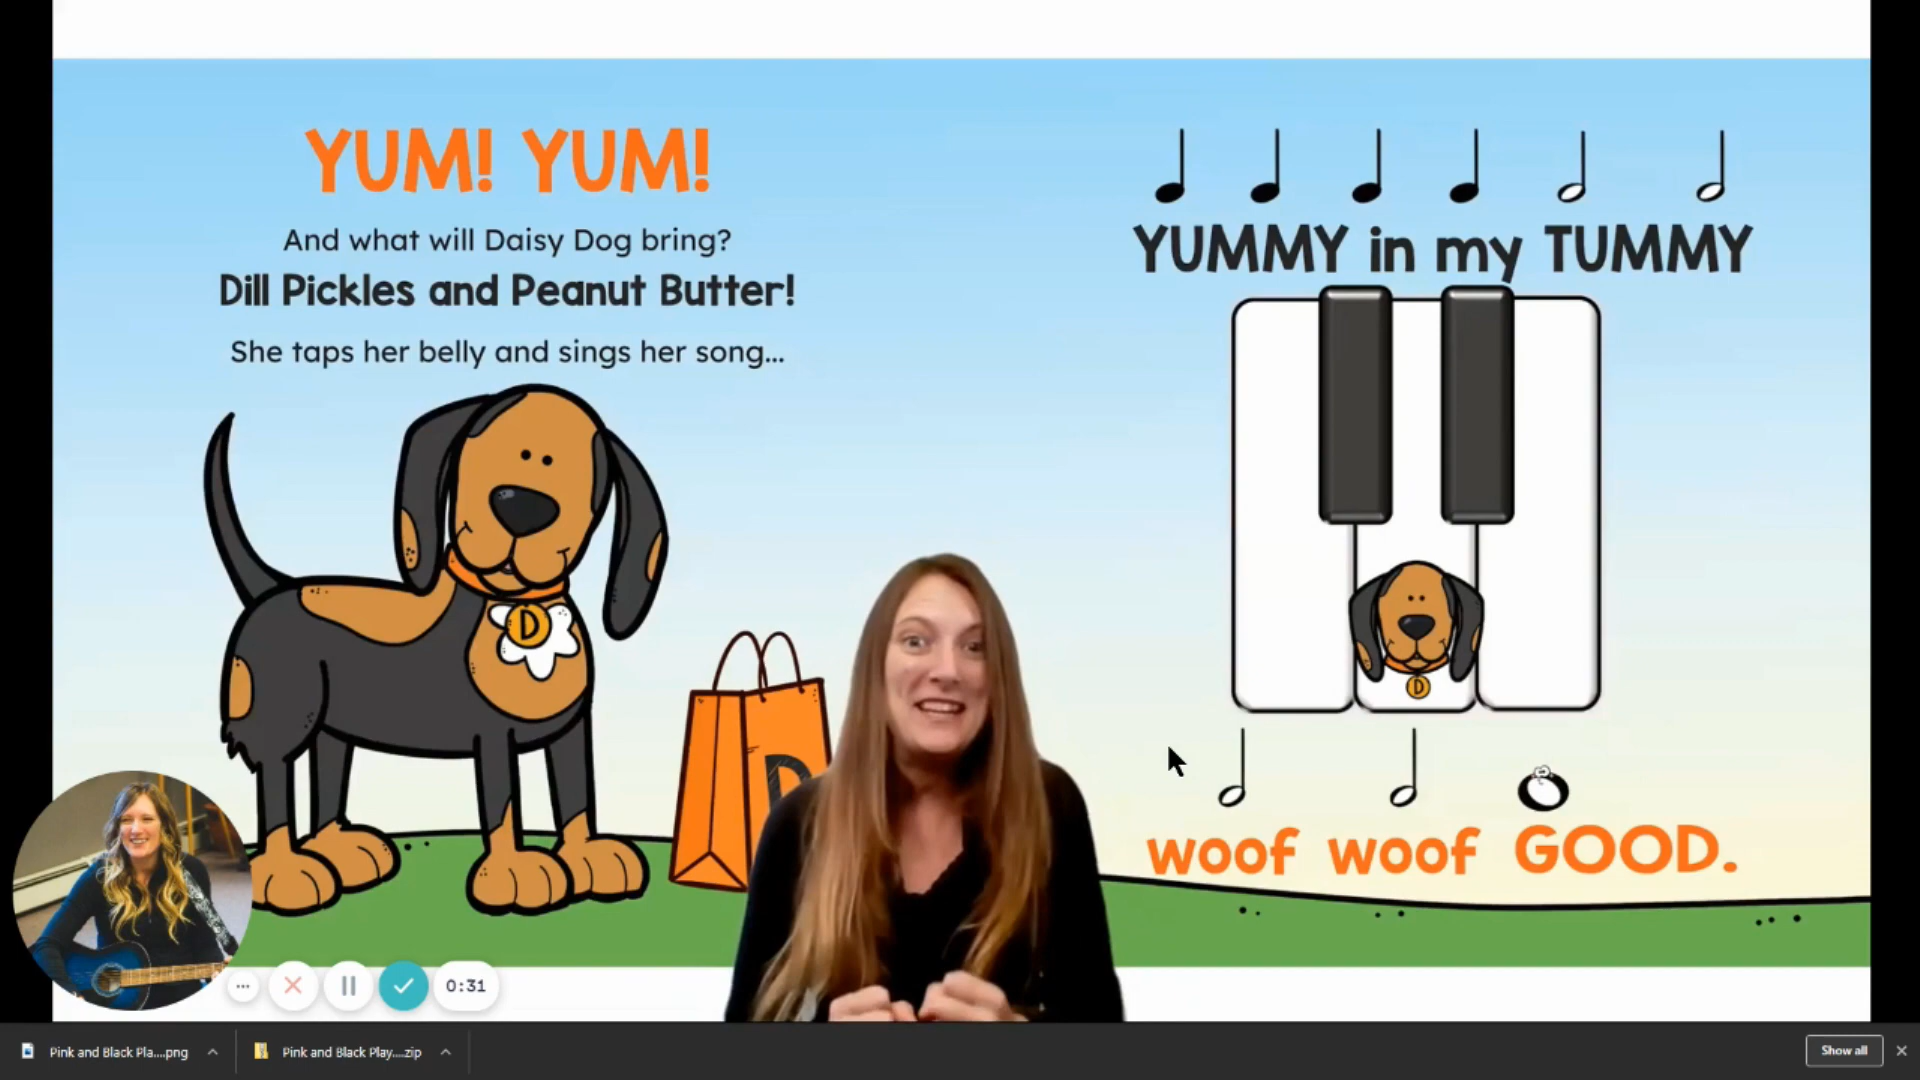 YUM! YUM!
And what will Daisy Dog bring?
Dill Pickles and Peanut Butter!
She taps her belly and sings her song...
D
D
YUMMY in my TUMMY
D
woof woof GOOD.
0:31
Pink and Black Pla....png
Pink and Black Play....zip
Show all